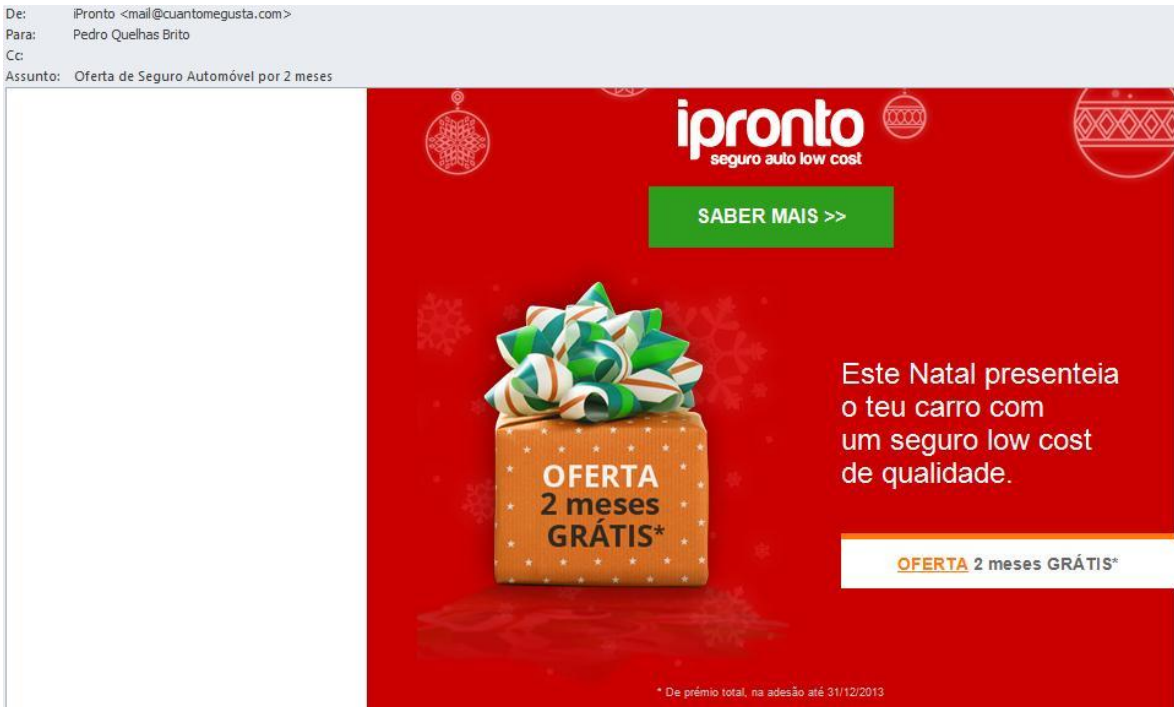 De: iPronto <mail@cuantomegusta.com>
Para: Pedro Quelhas Brito
Cc:
Assunto: Oferta de Seguro Automóvel por 2 meses
ipronto
seguro auto low cost
SABER MAIS >>
OFERTA
2 meses
GRÁTIS*
Este Natal presenteia
o teu carro com
um seguro low cost
de qualidade.
OFERTA 2 meses GRÁTIS*
* De prémio total, na adesão até 31/12/2013